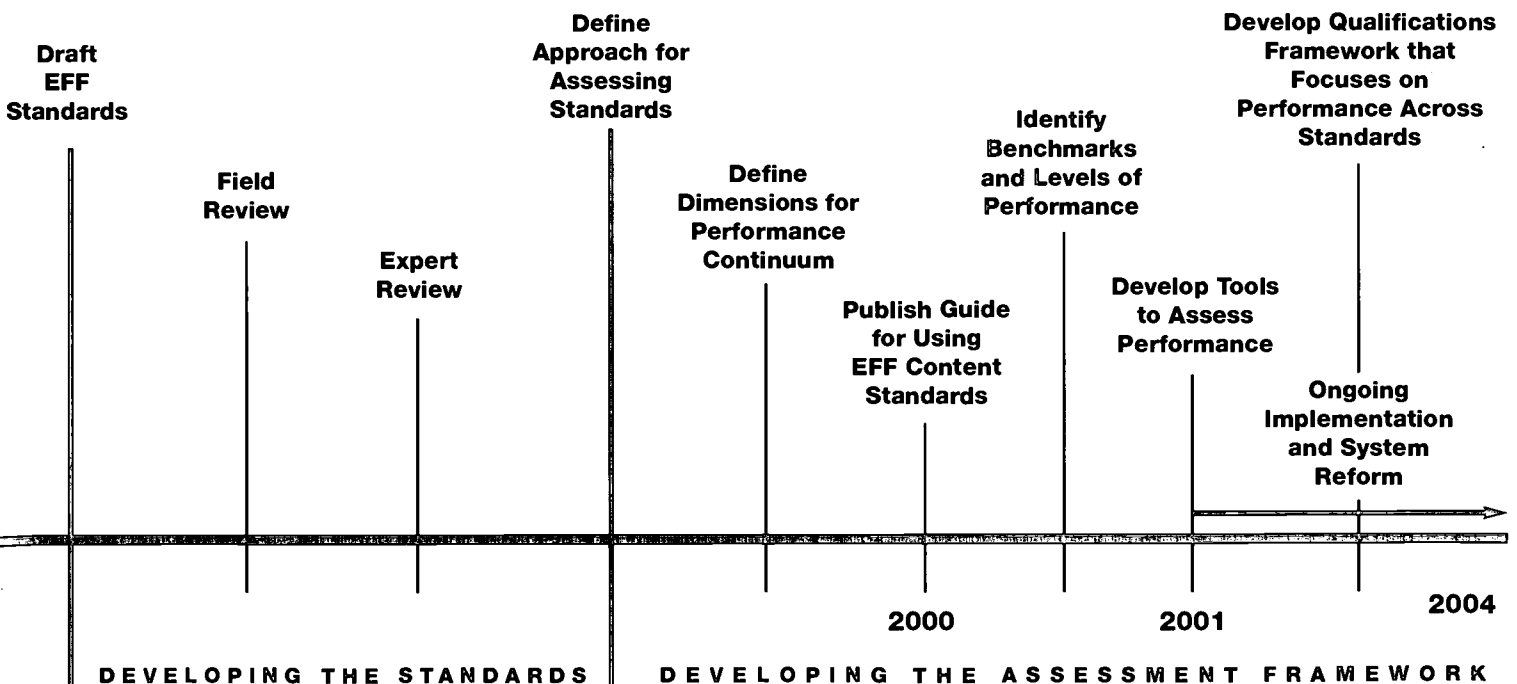 Draft
EFF
Standards
Field
Review
Expert
Review
Define
Approach for
Assessing
Standards
Define
Dimensions for
Performance
Continuum
Publish Guide
for Using
EFF Content
Standards
Identify
Benchmarks
and Levels of
Performance
Develop Tools
to Assess
Performance
Develop Qualifications
Framework that
Focuses on
Performance Across
Standards
Ongoing
Implementation
and System
Reform
2000
2001
2004
DEVELOPING THE STANDARDS
DEVELOPING THE ASSESSMENT FRAMEWORK